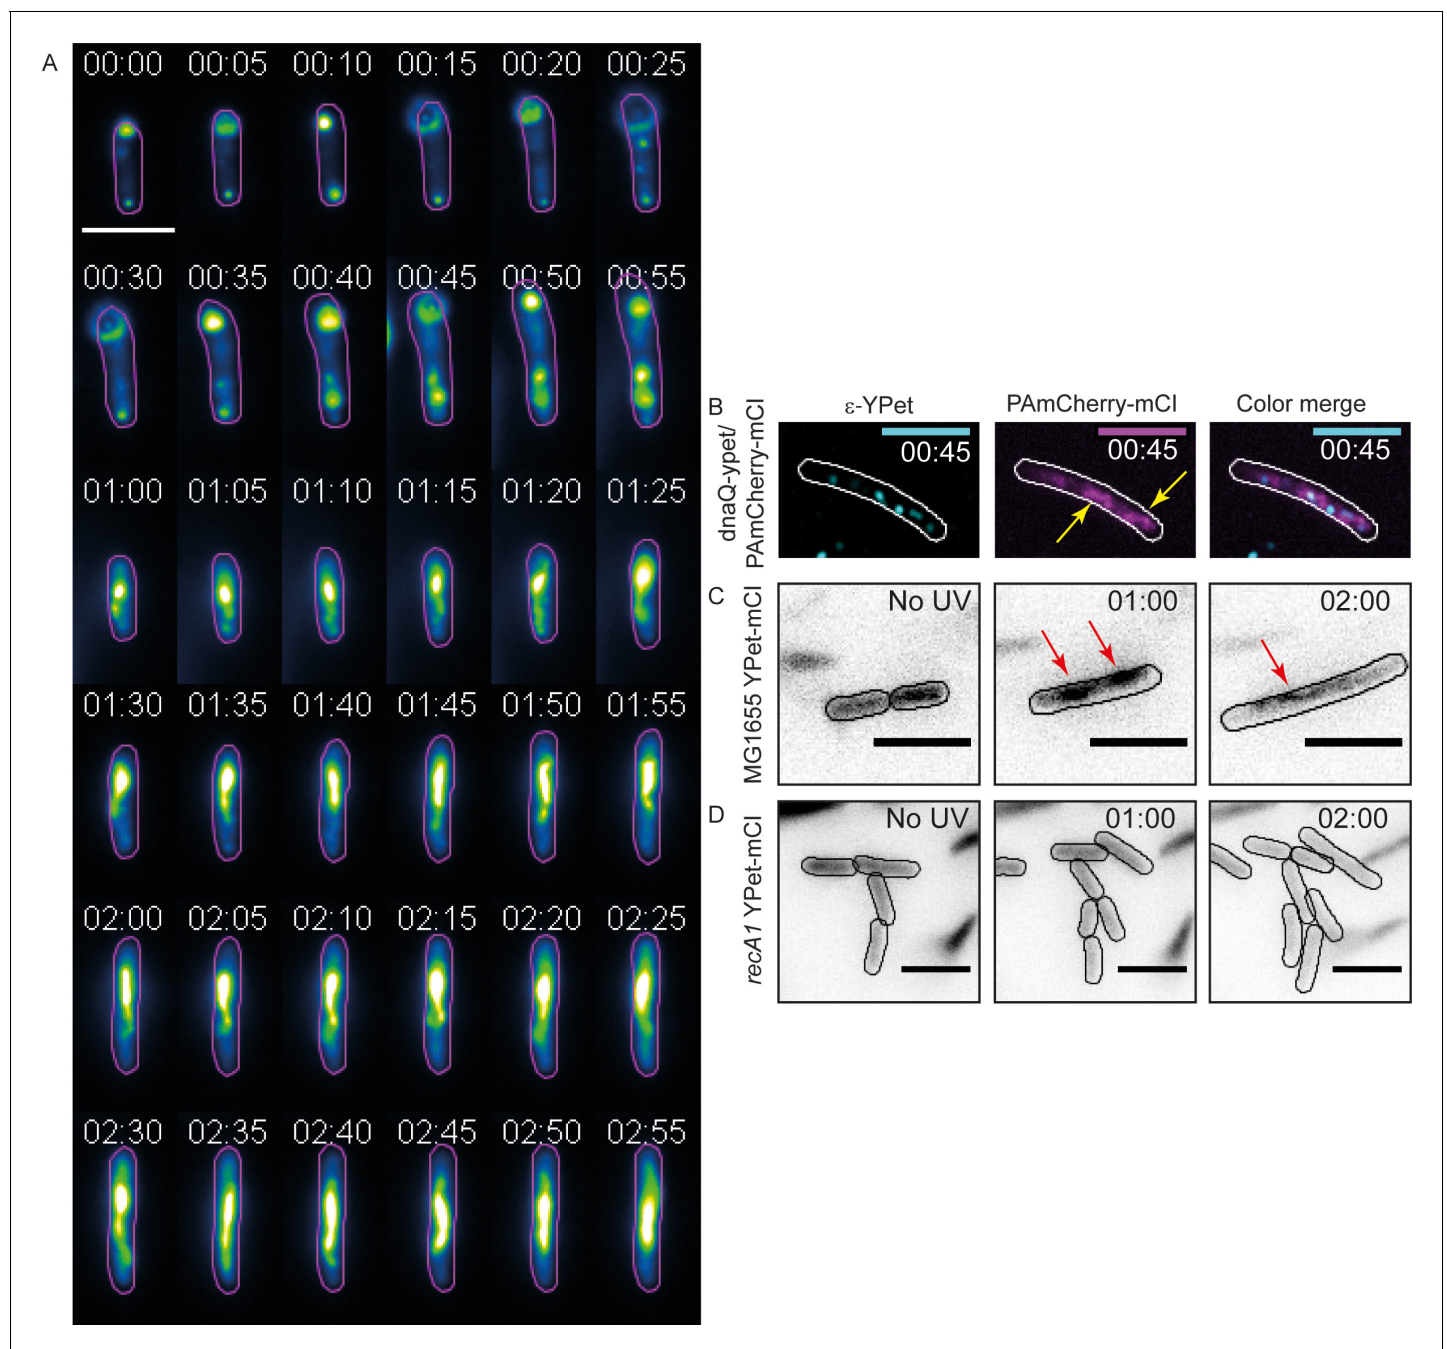 A
00:00 00:05 00:10 00:15 00:20 00:25
00:30 00:35 00:40 00:45 00:50 00:55
01:00 01:05 01:10 01:15 01:20 01:25
01:30 01:35 01:40 01:45 01:50 01:55
02:00 02:05 02:10 02:15 02:20 02:25
02:30 02:35 02:40 02:45 02:50 02:55
B
dnaQ-ypet/
PAmCherry-mCI
ε-YPet PAmCherry-mCI Color merge
00:45 00:45 00:45
C
MG1655 YPet-mCI
No UV 01:00 02:00
D
recA1 YPet-mCI
No UV 01:00 02:00